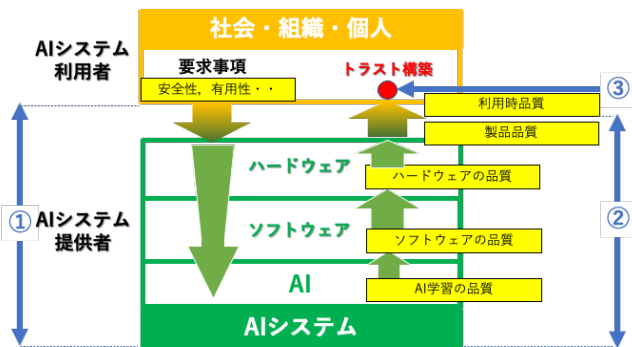 社会・組織・個人
AIシステム
利用者
要求事項
安全性，有用性・・
トラスト構築
③
利用時品質
製品品質
ハードウェア
ハードウェアの品質
①
AIシステム
提供者
②
ソフトウェア
ソフトウェアの品質
AI
AI学習の品質
AIシステム